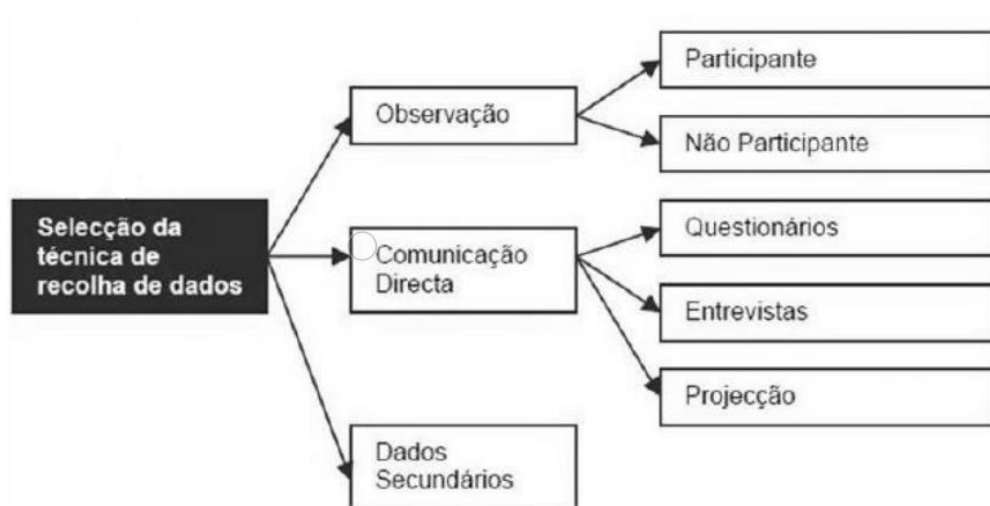 Selecção da
técnica de
recolha de dados
Observação
Participante
Não Participante
Comunicação
Directa
Questionários
Entrevistas
Projecção
Dados
Secundários